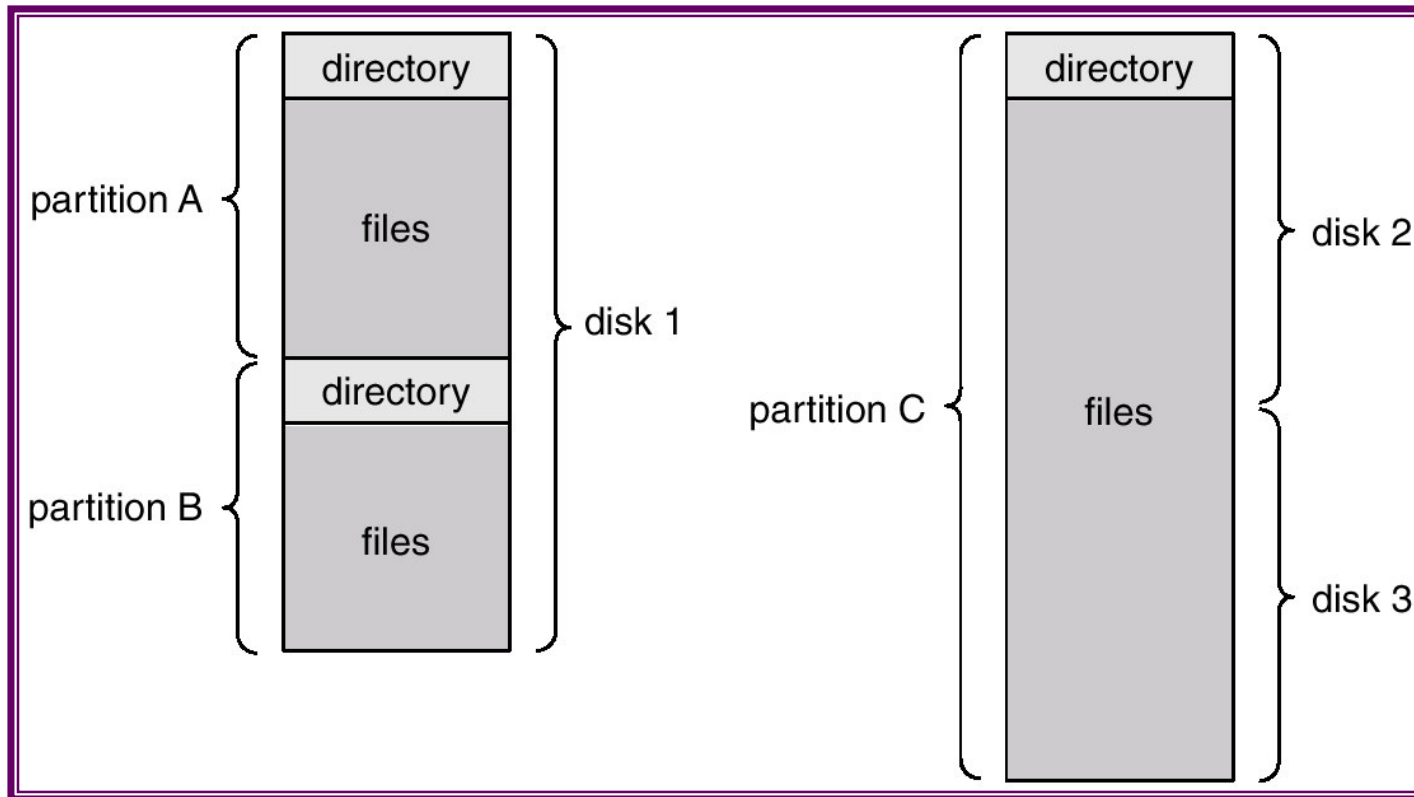 directory
partition A
files
disk 1
directory
partition B
files
directory
disk 2
partition C
files
disk 3